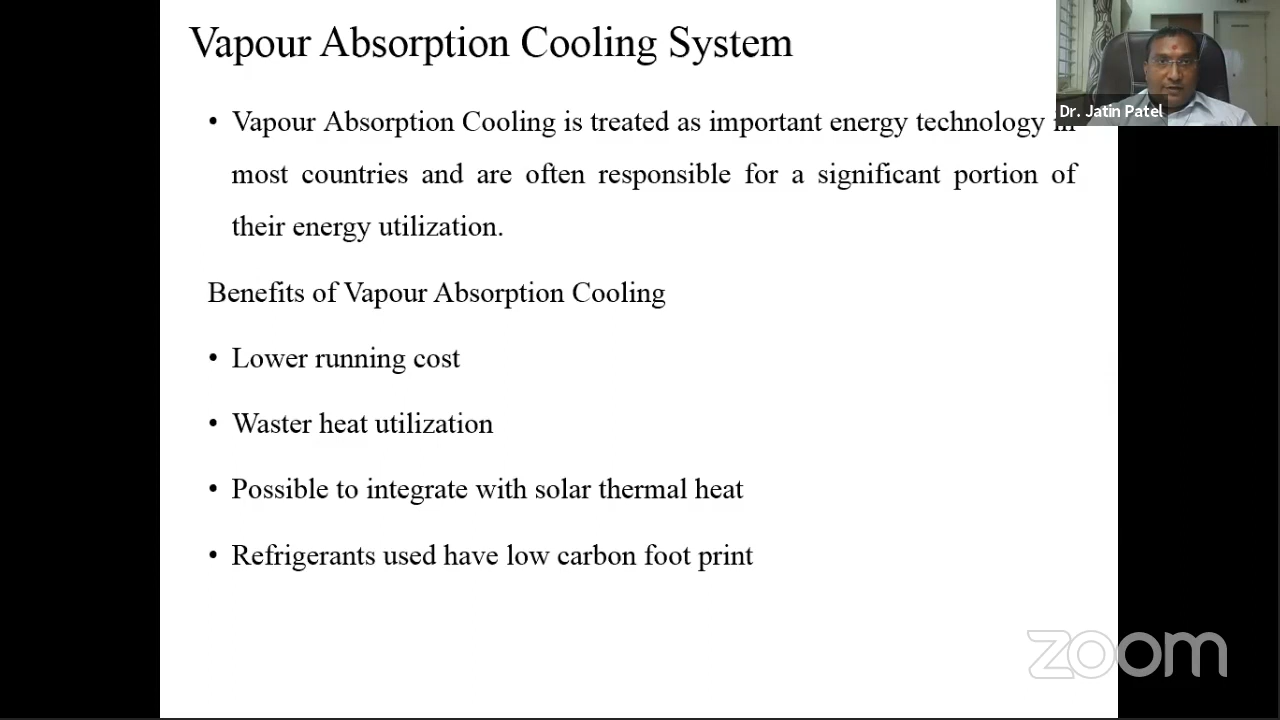 Vapour Absorption Cooling System
Dr. Jatin Patel
• Vapour Absorption Cooling is treated as important energy technology in
most countries and are often responsible for a significant portion of
their energy utilization.
Benefits of Vapour Absorption Cooling
• Lower running cost
• Waster heat utilization
• Possible to integrate with solar thermal heat
• Refrigerants used have low carbon foot print
zoom